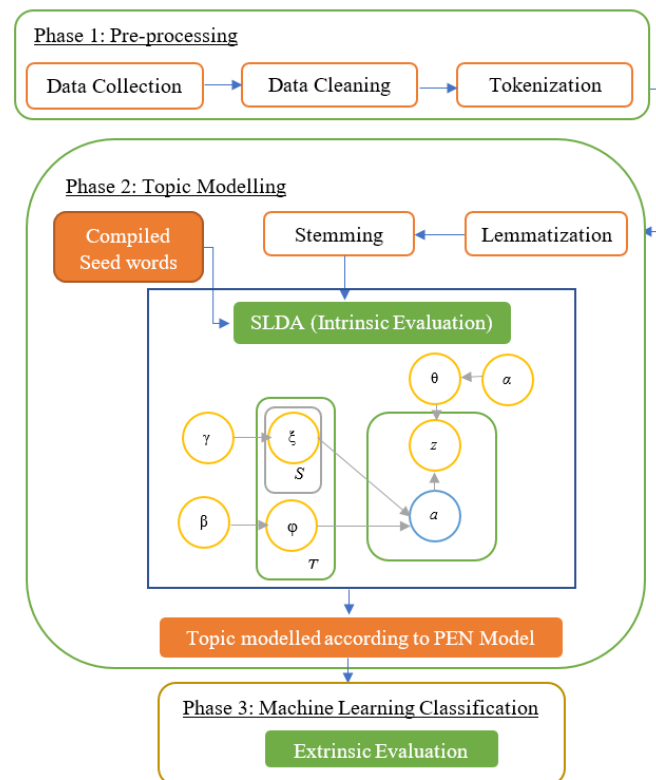 Phase 1: Pre-processing
Data Collection
Data Cleaning
Tokenization
Phase 2: Topic Modelling
Compiled
Seed words
Stemming
Lemmatization
SLDA (Intrinsic Evaluation)
θ
α
γ
ξ
z
S
β
φ
a
𝒯
Topic modelled according to PEN Model
Phase 3: Machine Learning Classification
Extrinsic Evaluation